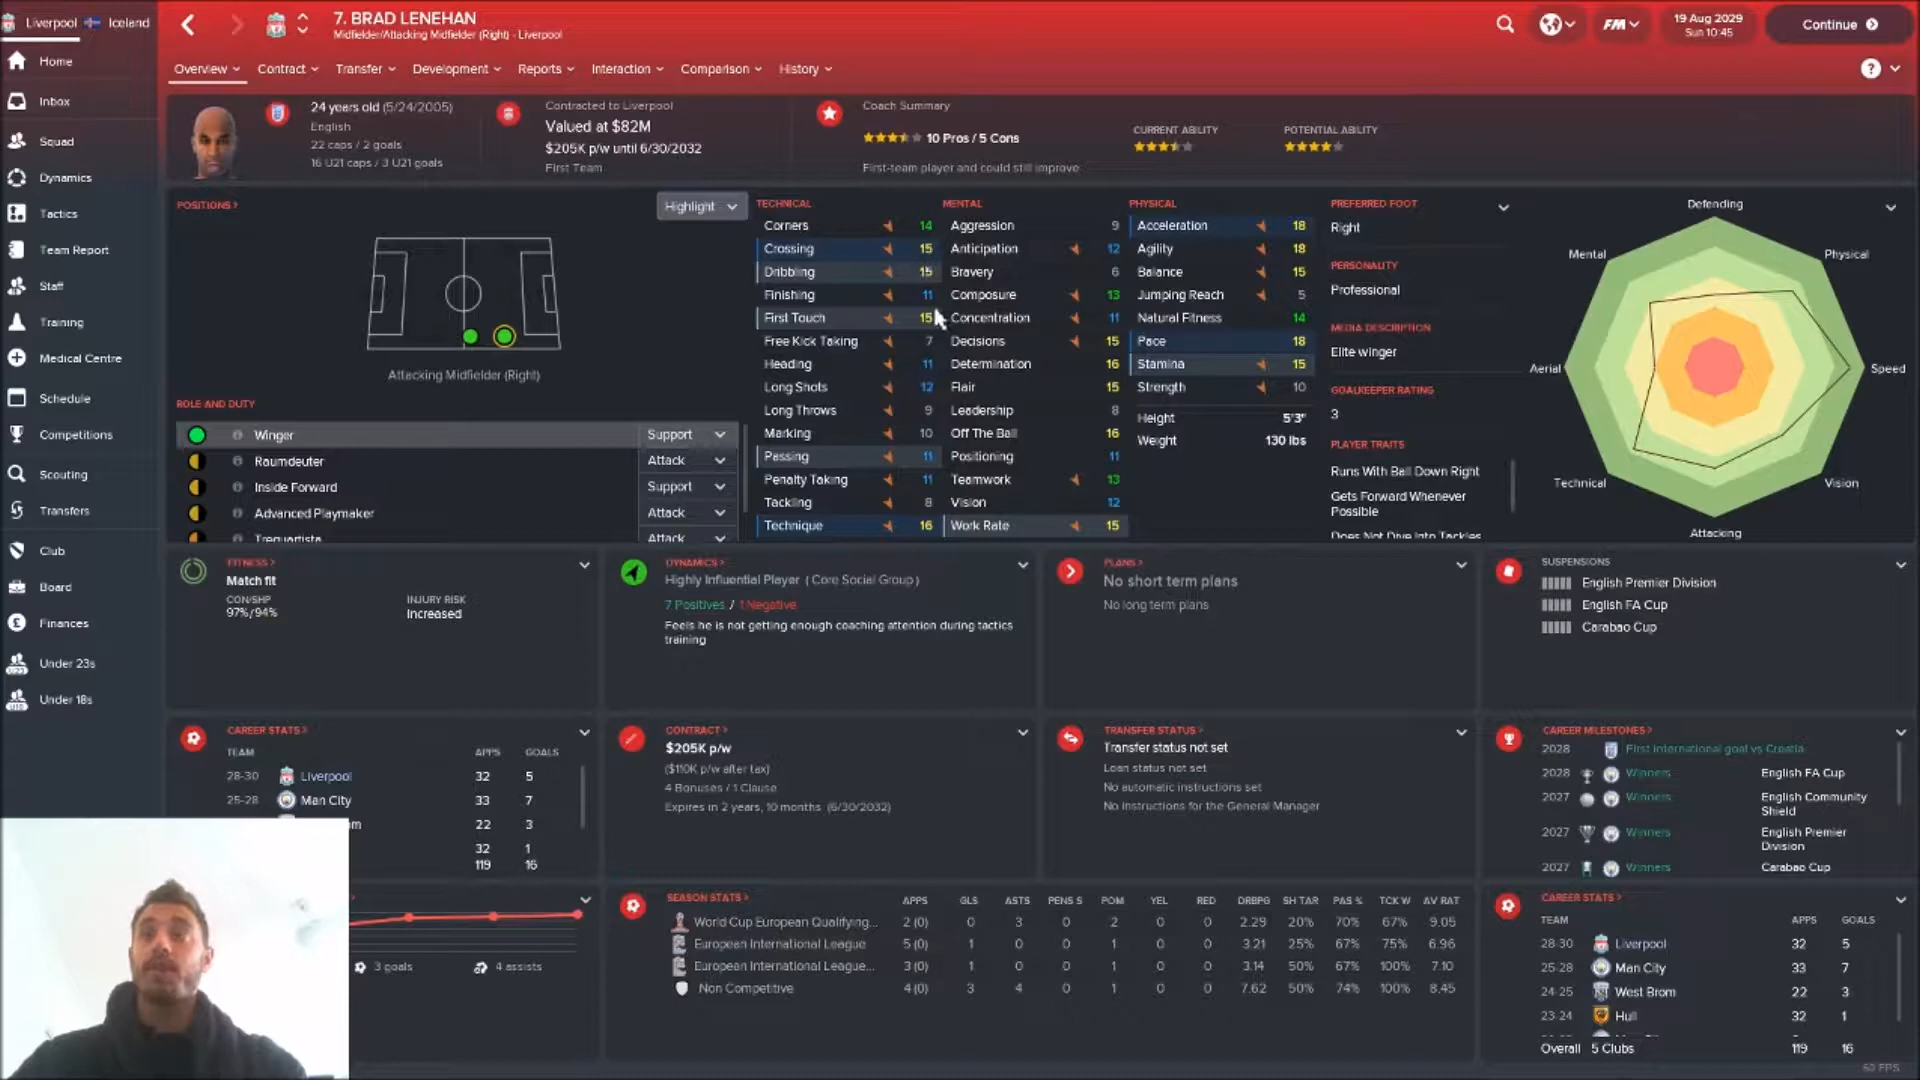 Liverpool Iceland
7. BRAD LENEHAN
Midfielder/Attacking Midfielder (Right) - Liverpool
FM
19 Aug 2029
Sun 10:45
Continue
Home
Inbox
Squad
Dynamics
Tactics
Team Report
Staff
Training
Medical Centre
Schedule
Competitions
Scouting
Transfers
Club
Board
Finances
Under 23s
Under 18s
Overview Contract Transfer Development Reports Interaction Comparison History
?
24 years old (5/24/2005)
English
22 caps / 2 goals
16 U21 caps / 3 U21 goals
Contracted to Liverpool
Valued at $82M
$205K p/w until 6/30/2032
First Team
Coach Summary
10 Pros / 5 Cons
First-team player and could still improve
CURRENT ABILITY
POTENTIAL ABILITY
POSITIONS >
Highlight
Attacking Midfielder (Right)
ROLE AND DUTY
Winger Support
Raumdeuter Attack
Inside Forward Support
Advanced Playmaker Attack
Trequartista Attack
TECHNICAL
Corners 14
Crossing 15
Dribbling 15
Finishing 11
First Touch 15
Free Kick Taking 7
Heading 11
Long Shots 12
Long Throws 9
Marking 10
Passing 11
Penalty Taking 11
Tackling 8
Technique 16
MENTAL
Aggression 9
Anticipation 12
Bravery 6
Composure 13
Concentration 11
Decisions 15
Determination 16
Flair 15
Leadership 8
Off The Ball 16
Positioning 11
Teamwork 13
Vision 12
Work Rate 15
PHYSICAL
Acceleration 18
Agility 18
Balance 15
Jumping Reach 5
Natural Fitness 14
Pace 18
Stamina 15
Strength 10
Height 5'3"
Weight 130 lbs
PREFERRED FOOT
Right
PERSONALITY
Professional
MEDIA DESCRIPTION
Elite winger
GOALKEEPER RATING
3
PLAYER TRAITS
Runs With Ball Down Right
Gets Forward Whenever
Possible
Does Not Dive Into Tackles
Defending
Physical
Speed
Vision
Attacking
Technical
Aerial
Mental
FITNESS >
Match fit
CON/SHP
97%/94%
INJURY RISK
Increased
DYNAMICS >
Highly Influential Player (Core Social Group)
7 Positives / 1 Negative
Feels he is not getting enough coaching attention during tactics
training
PLANS >
No short term plans
No long term plans
SUSPENSIONS
English Premier Division
English FA Cup
Carabao Cup
CAREER STATS >
TEAM APPS GOALS
28-30 Liverpool 32 5
25-28 Man City 33 7
m 22 3
32 1
119 16
CONTRACT >
$205K p/w
($110K p/w after tax)
4 Bonuses / 1 Clause
Expires in 2 years, 10 months (6/30/2032)
TRANSFER STATUS >
Transfer status not set
Loan status not set
No automatic instructions set
No instructions for the General Manager
CAREER MILESTONES >
2028 First international goal vs Croatia
2028 Winners English FA Cup
2027 Winners English Community
Shield
2027 Winners English Premier
Division
2027 Winners Carabao Cup
3 goals
4 assists
SEASON STATS > APPS GLS ASTS PENS S POM YEL RED DRBPG SH TAR PAS % TCK W AV RAT
World Cup European Qualifying... 2 (0) 0 3 0 2 0 0 2.29 20% 70% 67% 9.05
European International League 5 (0) 1 0 0 1 0 0 3.21 25% 67% 75% 6.96
European International League... 3 (0) 1 0 0 1 0 0 3.14 50% 67% 100% 7.10
Non Competitive 4 (0) 3 4 0 1 0 0 7.62 50% 74% 100% 8.45
CAREER STATS >
TEAM APPS GOALS
28-30 Liverpool 32 5
25-28 Man City 33 7
24-25 West Brom 22 3
23-24 Hull 32 1
Overall 5 Clubs 119 16
60 FPS